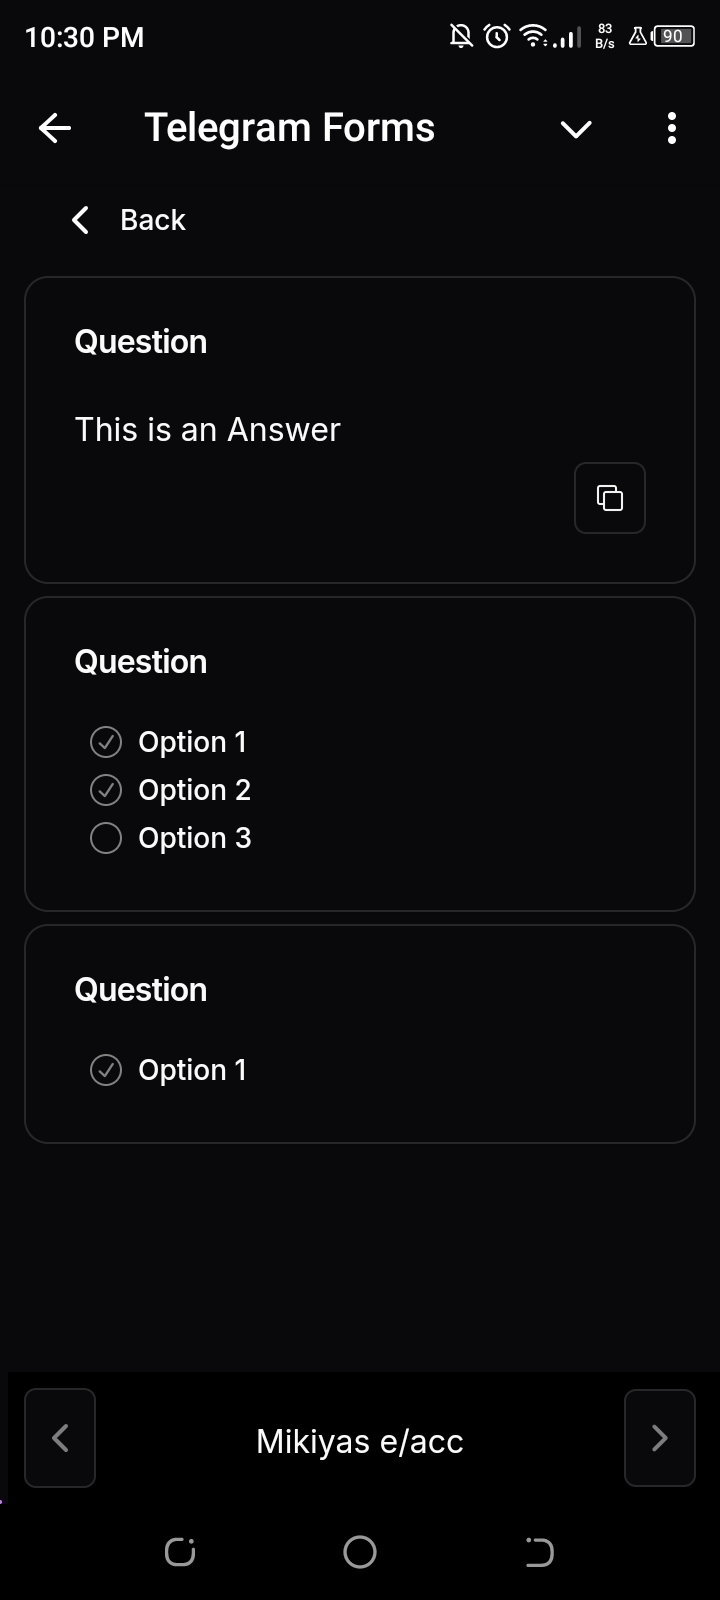 10:30 PM
83
B/s
90
Telegram Forms
Back
Question
This is an Answer
Question
Option 1
Option 2
Option 3
Question
Option 1
Mikiyas e/acc